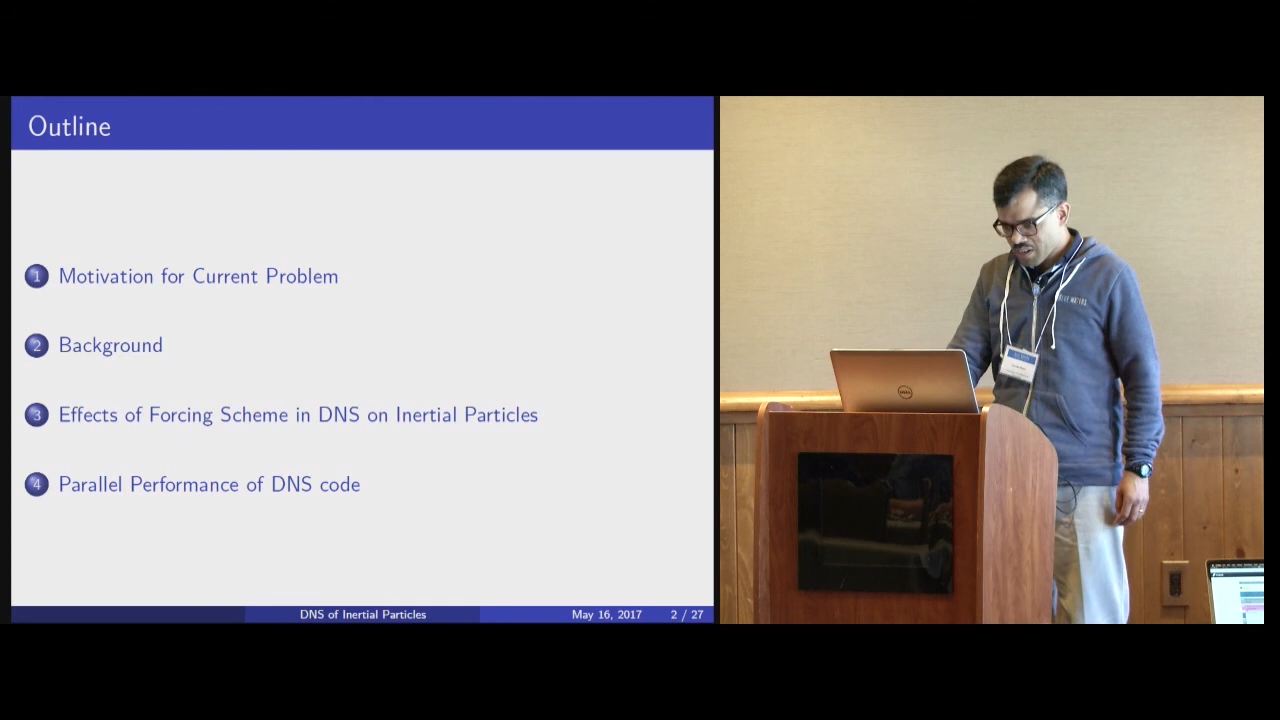 Outline
1 Motivation for Current Problem
2 Background
3 Effects of Forcing Scheme in DNS on Inertial Particles
4 Parallel Performance of DNS code
DNS of Inertial Particles May 16, 2017 2 / 27
DELL